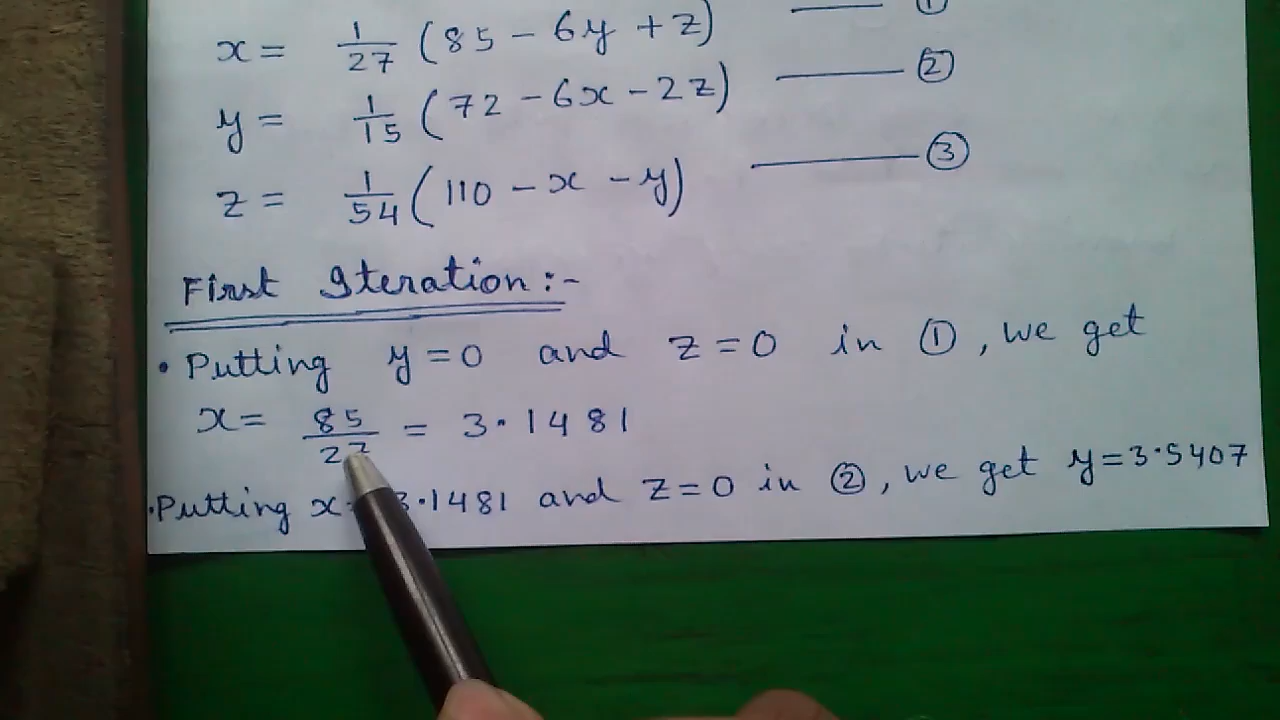 x = 1/27 (85 - 6y + z) —— ①
y = 1/15 (72 - 6x - 2z) —— ②
z = 1/54 (110 - x - y) —— ③
First Iteration :-
• Putting y = 0 and z = 0 in ①, we get
x = 85/27 = 3.1481
• Putting x = 3.1481 and z = 0 in ②, we get y = 3.5407